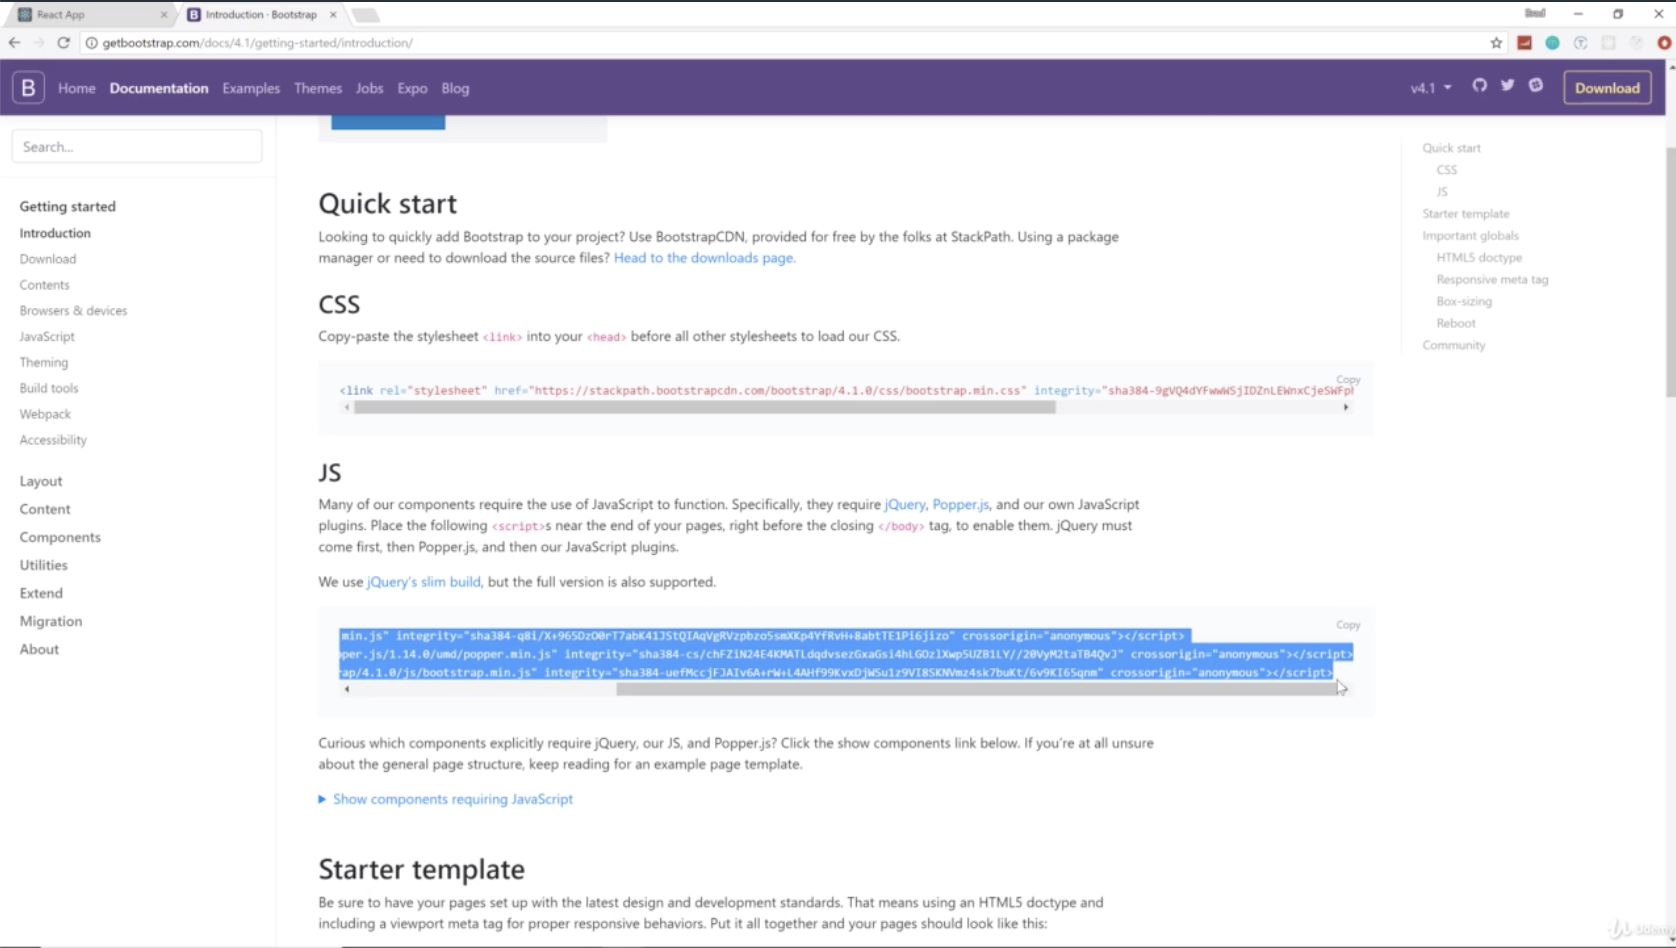 React App
Introduction · Bootstrap
getbootstrap.com/docs/4.1/getting-started/introduction/
B Home Documentation Examples Themes Jobs Expo Blog
v4.1
Download
Search...
Getting started
Introduction
Download
Contents
Browsers & devices
JavaScript
Theming
Build tools
Webpack
Accessibility
Layout
Content
Components
Utilities
Extend
Migration
About
Quick start
Looking to quickly add Bootstrap to your project? Use BootstrapCDN, provided for free by the folks at StackPath. Using a package
manager or need to download the source files? Head to the downloads page.
CSS
Copy-paste the stylesheet <link> into your <head> before all other stylesheets to load our CSS.
Copy
<link rel="stylesheet" href="https://stackpath.bootstrapcdn.com/bootstrap/4.1.0/css/bootstrap.min.css" integrity="sha384-9gVQ4dYFwwWSjIDZnLEWnxCjeSWFp
JS
Many of our components require the use of JavaScript to function. Specifically, they require jQuery, Popper.js, and our own JavaScript
plugins. Place the following <script>s near the end of your pages, right before the closing </body> tag, to enable them. jQuery must
come first, then Popper.js, and then our JavaScript plugins.
We use jQuery's slim build, but the full version is also supported.
Copy
min.js" integrity="sha384-q8i/X+965DzO0rT7abK41JStQIAqVgRVzpbzo5smXKp4YfRvH+8abtTE1Pi6jizo" crossorigin="anonymous"></script>
per.js/1.14.0/umd/popper.min.js" integrity="sha384-cs/chFZiN24E4KMATLdqdvsezGxaGsi4hLGOzlXwp5UZB1LY//20VyM2taTB4QvJ" crossorigin="anonymous"></script>
ap/4.1.0/js/bootstrap.min.js" integrity="sha384-uefMccjFJAIv6A+rW+L4AHf99KvxDjWSu1z9VI8SKNVmz4sk7buKt/6v9KI65qnm" crossorigin="anonymous"></script>
Curious which components explicitly require jQuery, our JS, and Popper.js? Click the show components link below. If you're at all unsure
about the general page structure, keep reading for an example page template.
Show components requiring JavaScript
Starter template
Be sure to have your pages set up with the latest design and development standards. That means using an HTML5 doctype and
including a viewport meta tag for proper responsive behaviors. Put it all together and your pages should look like this:
Quick start
CSS
JS
Starter template
Important globals
HTML5 doctype
Responsive meta tag
Box-sizing
Reboot
Community
Udemy